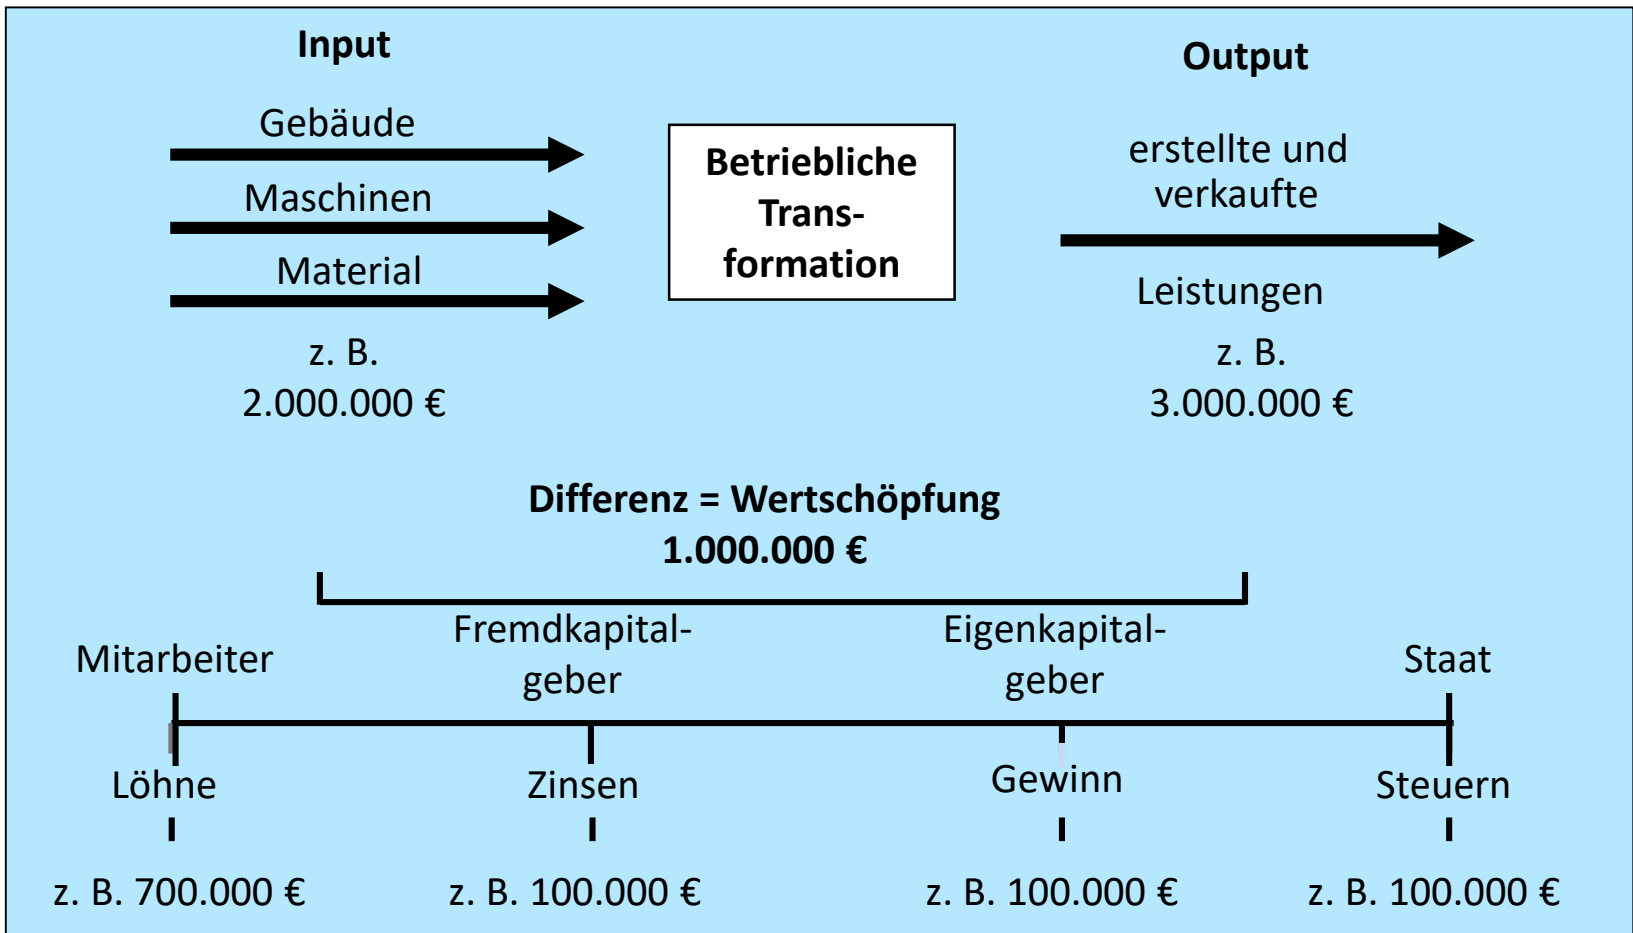 Input
Output
Gebäude
Maschinen
Material
z. B.
2.000.000 €
Betriebliche
Trans-
formation
erstellte und
verkaufte
Leistungen
z. B.
3.000.000 €
Differenz = Wertschöpfung
1.000.000 €
Mitarbeiter
Fremdkapital-
geber
Eigenkapital-
geber
Staat
Löhne
Zinsen
Gewinn
Steuern
z. B. 700.000 €
z. B. 100.000 €
z. B. 100.000 €
z. B. 100.000 €